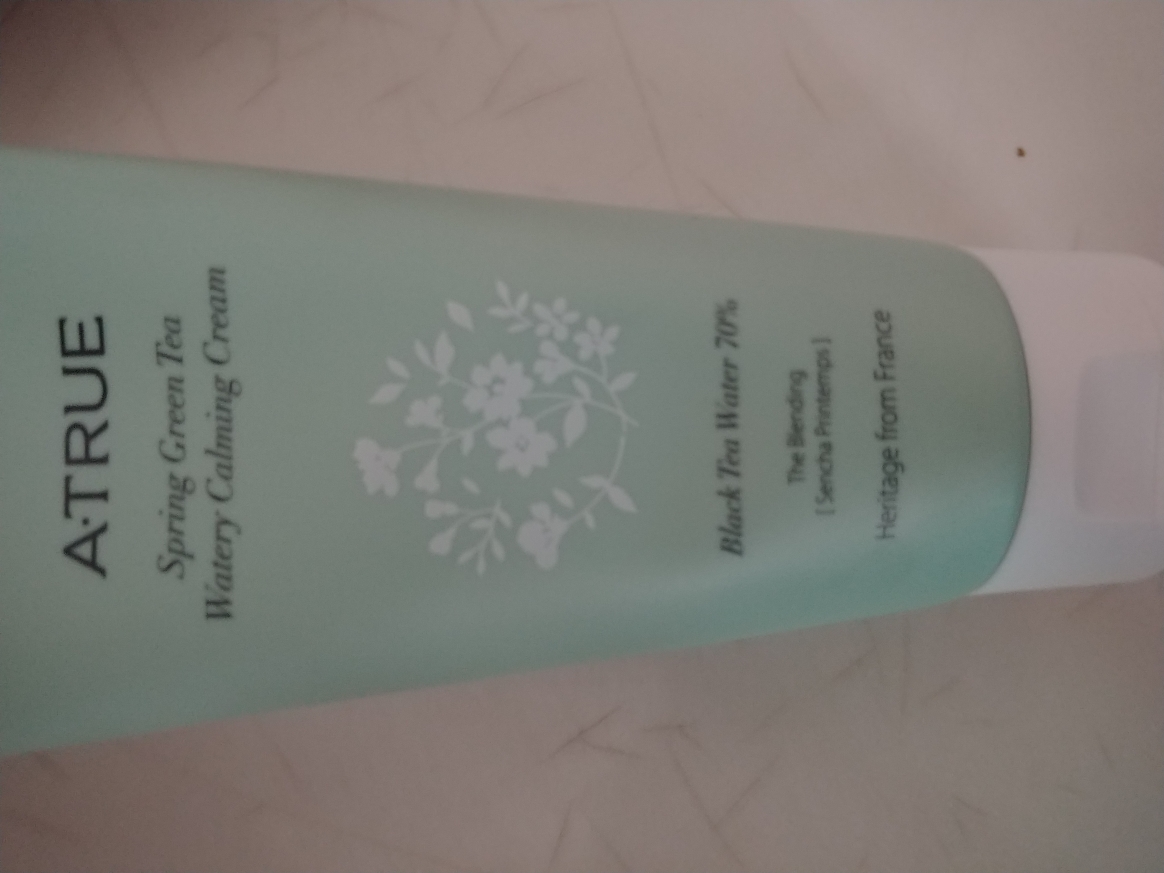 A·TRUE
Spring Green Tea
Watery Calming Cream
Black Tea Water 70%
The Blending
[ Sencha Printemps ]
Heritage from France